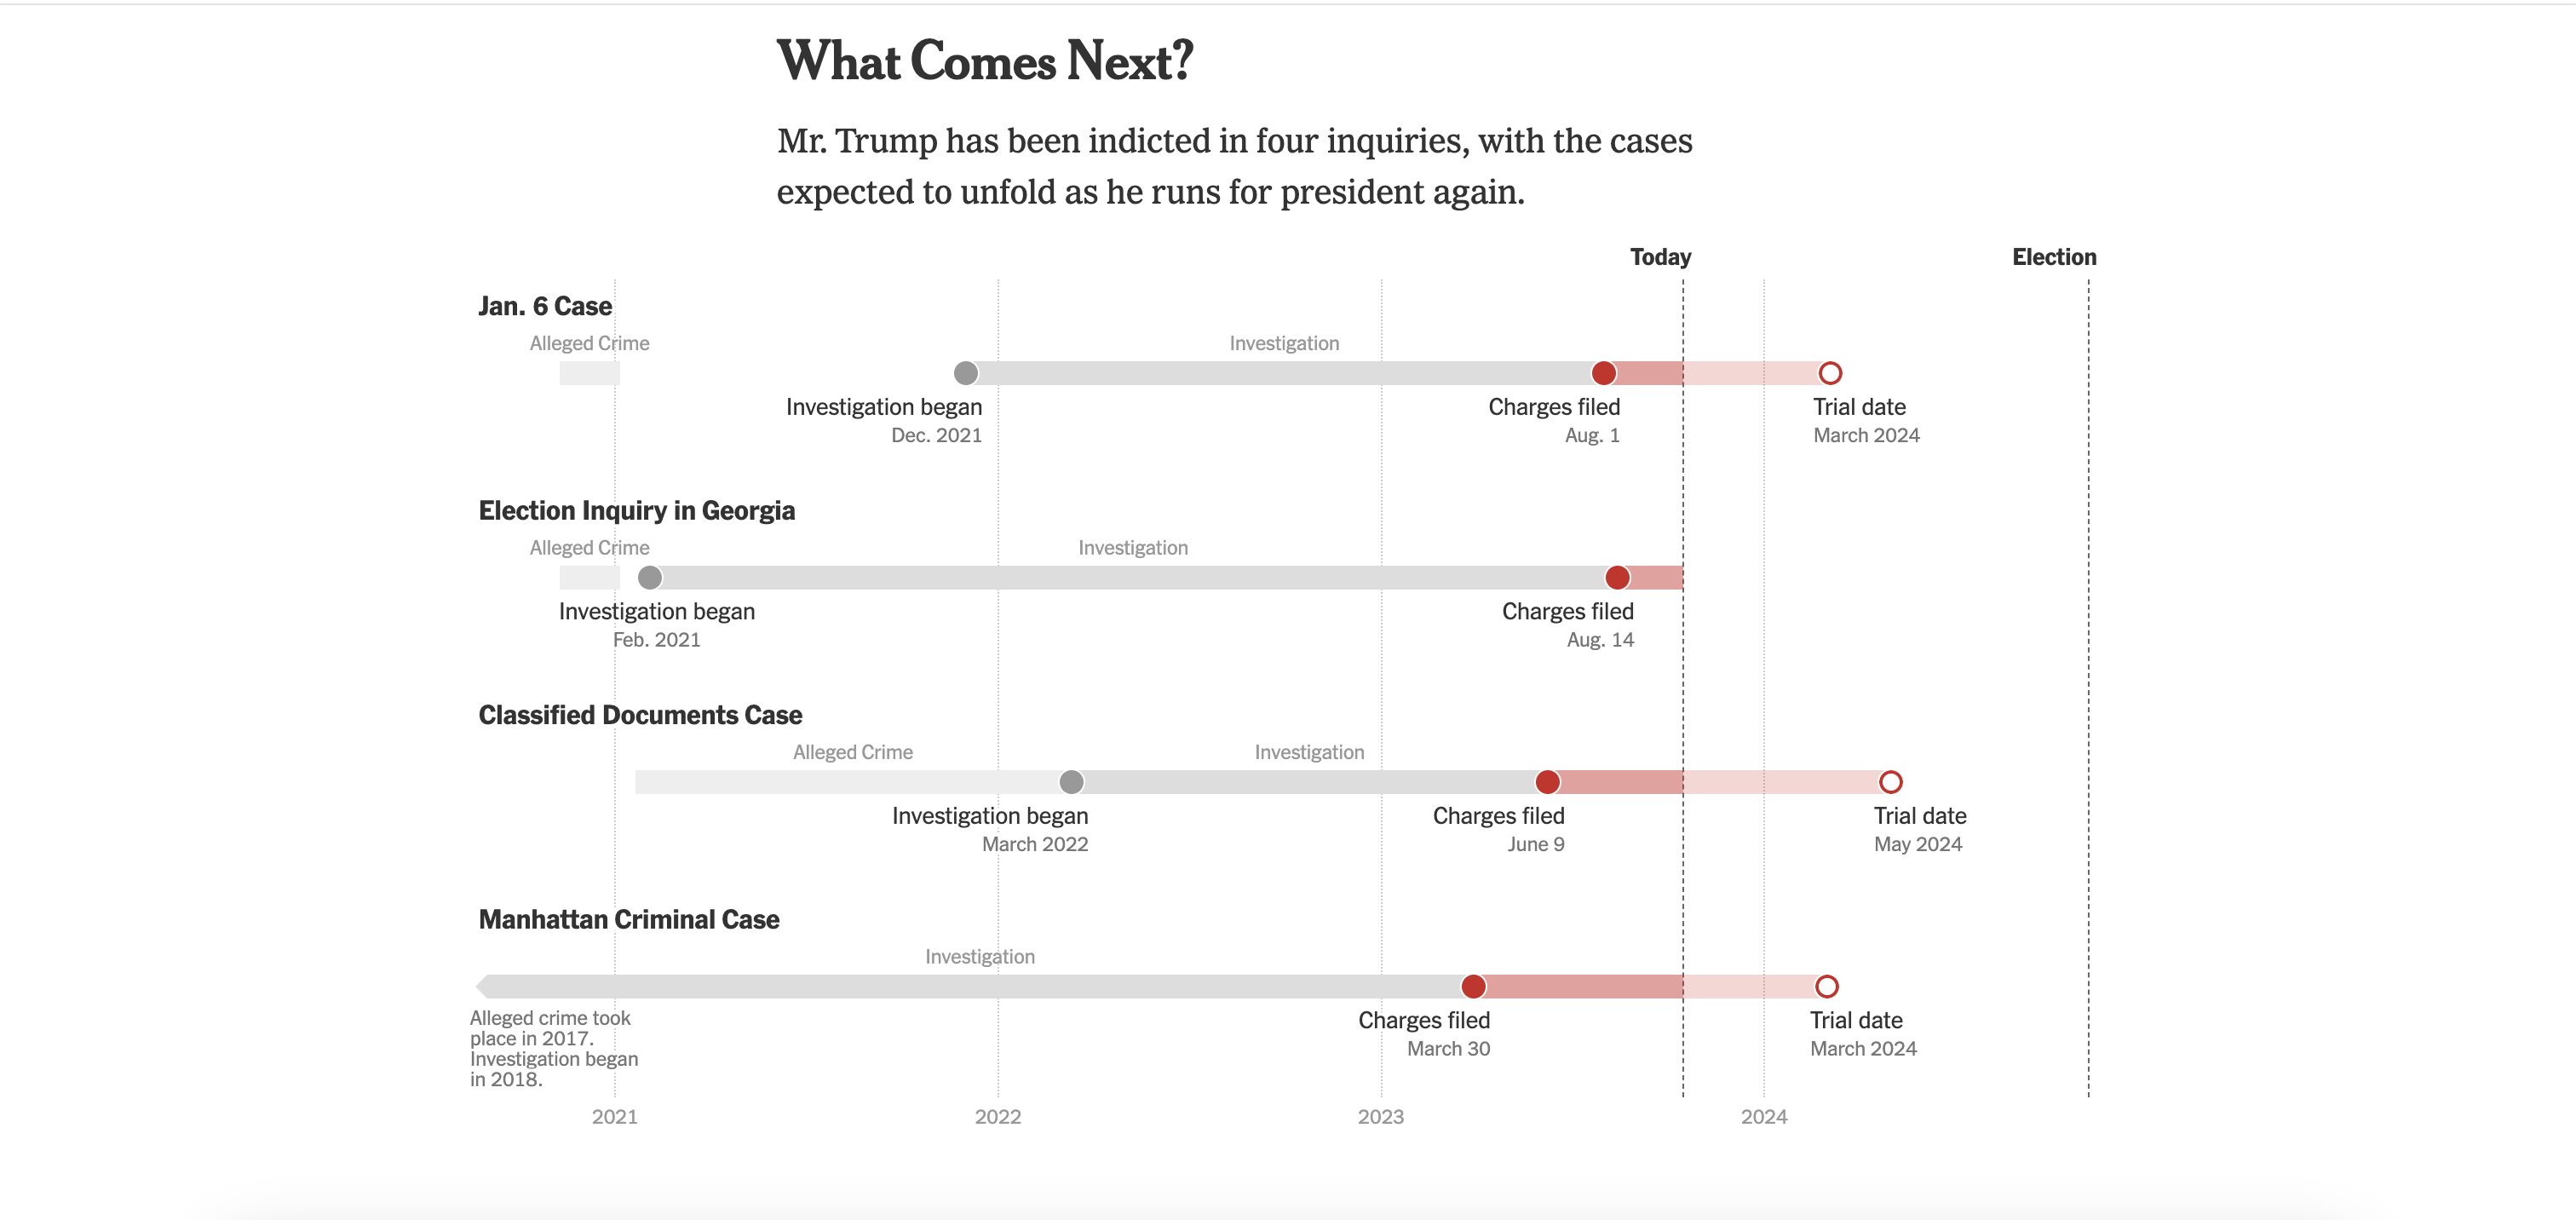 What Comes Next?
Mr. Trump has been indicted in four inquiries, with the cases
expected to unfold as he runs for president again.
Today
Election
Jan. 6 Case
Alleged Crime
Investigation
Investigation began
Dec. 2021
Charges filed
Aug. 1
Trial date
March 2024
Election Inquiry in Georgia
Alleged Crime
Investigation
Investigation began
Feb. 2021
Charges filed
Aug. 14
Classified Documents Case
Alleged Crime
Investigation
Investigation began
March 2022
Charges filed
June 9
Trial date
May 2024
Manhattan Criminal Case
Investigation
Alleged crime took
place in 2017.
Investigation began
in 2018.
Charges filed
March 30
Trial date
March 2024
2021
2022
2023
2024